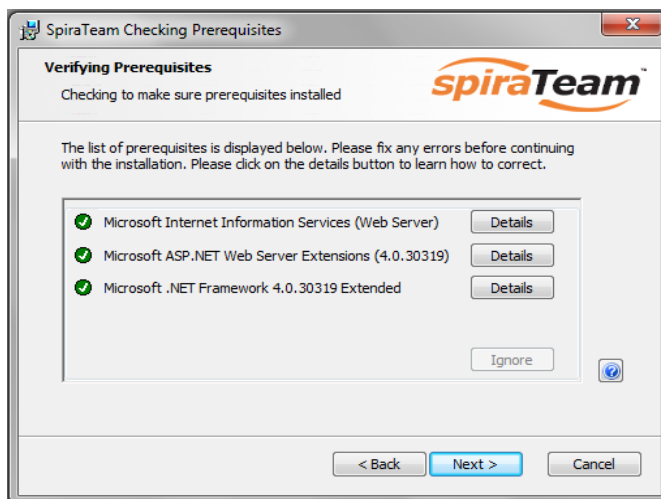 SpiraTeam Checking Prerequisites
Verifying Prerequisites
Checking to make sure prerequisites installed
spiraTeam™
The list of prerequisites is displayed below. Please fix any errors before continuing
with the installation. Please click on the details button to learn how to correct.
Microsoft Internet Information Services (Web Server)
Details
Microsoft ASP.NET Web Server Extensions (4.0.30319)
Details
Microsoft .NET Framework 4.0.30319 Extended
Details
Ignore
< Back
Next >
Cancel